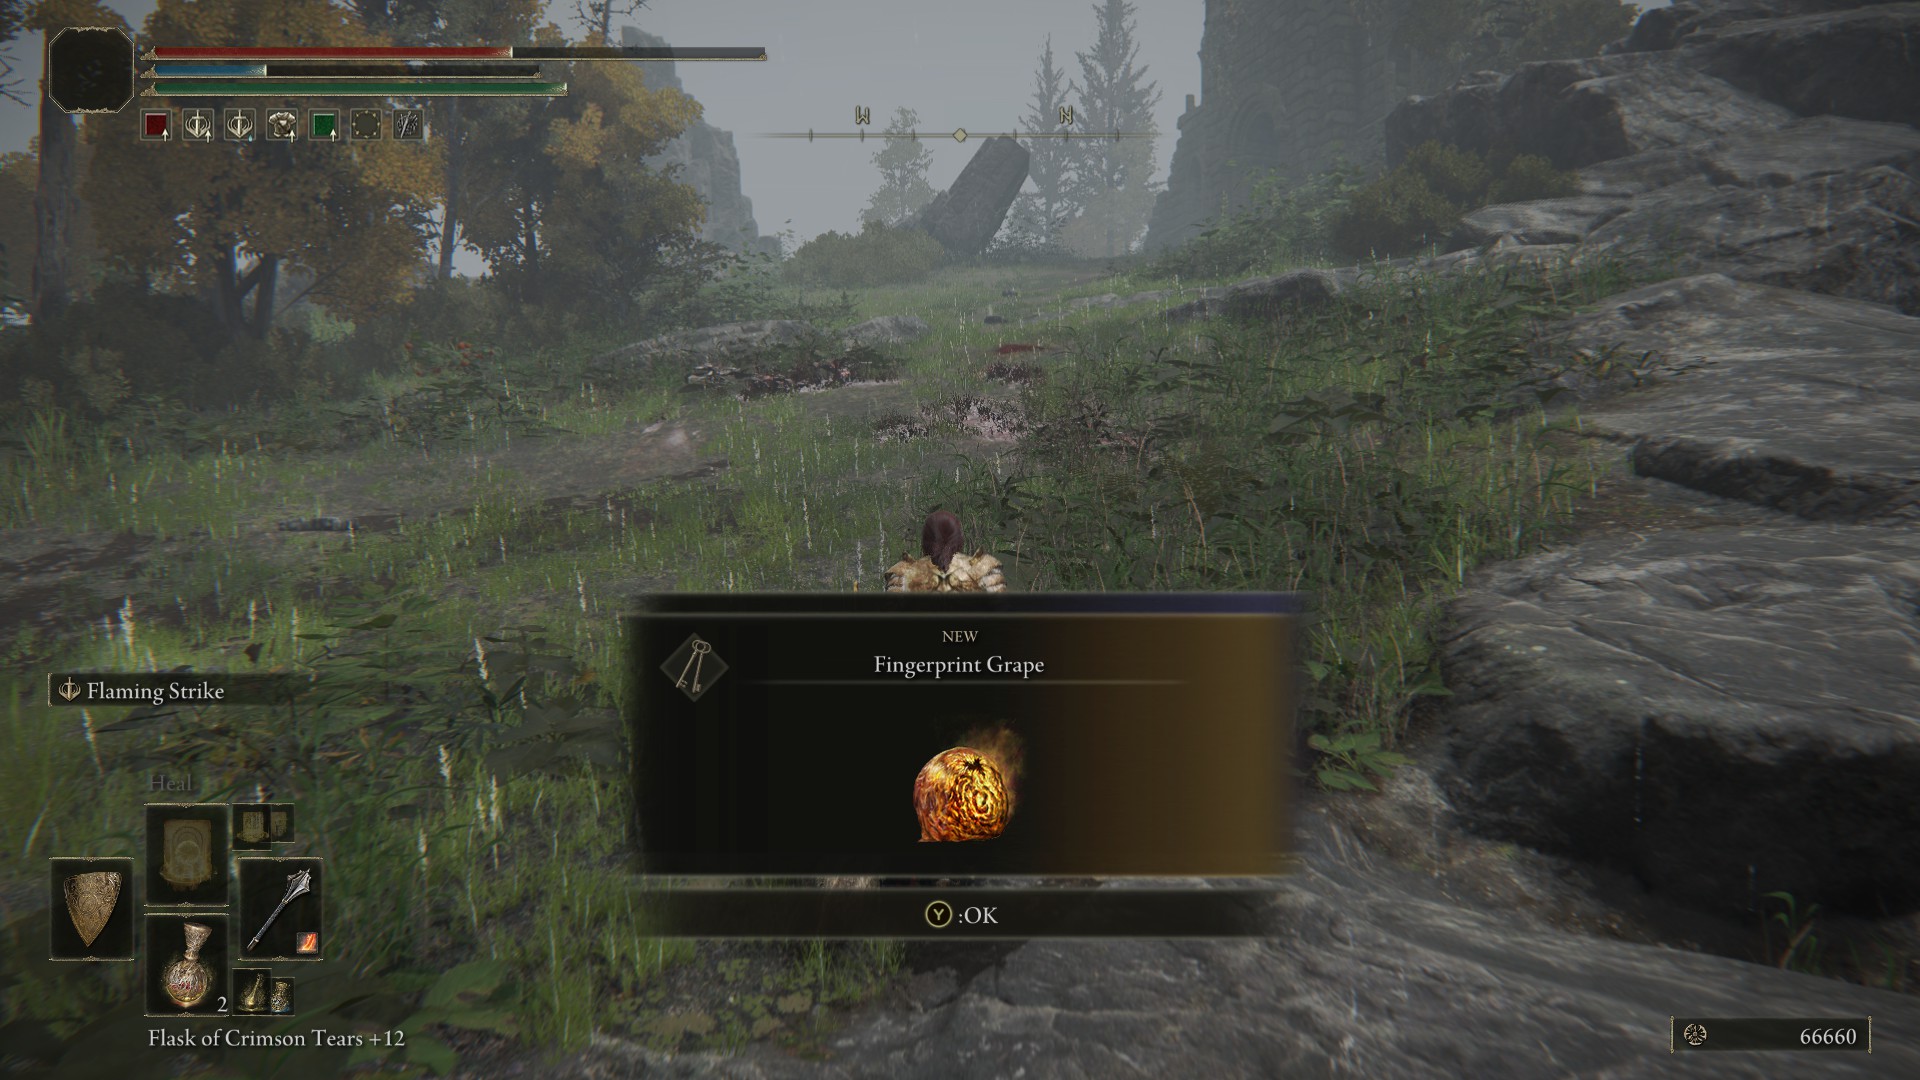 W
N
NEW
Fingerprint Grape
Flaming Strike
Heal
Y :OK
2
Flask of Crimson Tears +12
66660